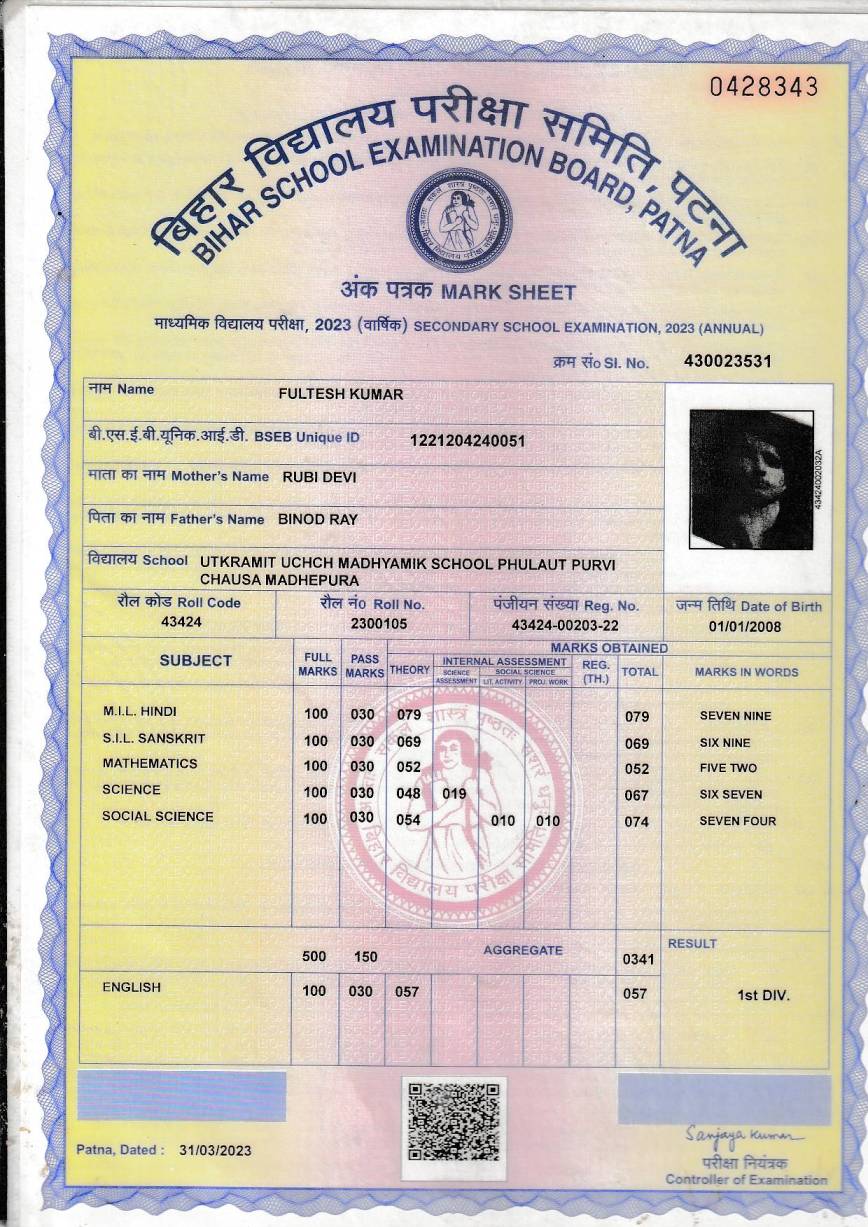 0428343
बिहार विद्यालय परीक्षा समिति, पटना
BIHAR SCHOOL EXAMINATION BOARD, PATNA
अंक पत्रक MARK SHEET
माध्यमिक विद्यालय परीक्षा, 2023 (वार्षिक) SECONDARY SCHOOL EXAMINATION, 2023 (ANNUAL)
क्रम सं० Sl. No. 430023531
नाम Name FULTESH KUMAR
बी.एस.ई.बी.यूनिक.आई.डी. BSEB Unique ID 1221204240051
माता का नाम Mother's Name RUBI DEVI
पिता का नाम Father's Name BINOD RAY
43424002032A
विद्यालय School UTKRAMIT UCHCH MADHYAMIK SCHOOL PHULAUT PURVI
CHAUSA MADHEPURA
रौल कोड Roll Code रौल नं० Roll No. पंजीयन संख्या Reg. No. जन्म तिथि Date of Birth
43424 2300105 43424-00203-22 01/01/2008
SUBJECT FULL MARKS PASS MARKS MARKS OBTAINED
THEORY INTERNAL ASSESSMENT REG. (TH.) TOTAL MARKS IN WORDS
SCIENCE ASSESSMENT SOCIAL SCIENCE LIT. ACTIVITY PROJ. WORK
M.I.L. HINDI 100 030 079 079 SEVEN NINE
S.I.L. SANSKRIT 100 030 069 069 SIX NINE
MATHEMATICS 100 030 052 052 FIVE TWO
SCIENCE 100 030 048 019 067 SIX SEVEN
SOCIAL SCIENCE 100 030 054 010 010 074 SEVEN FOUR
बिहार विद्यालय परीक्षा समिति
500 150 AGGREGATE 0341 RESULT
ENGLISH 100 030 057 057 1st DIV.
Patna, Dated : 31/03/2023
Sanjaya Kumar
परीक्षा नियंत्रक
Controller of Examination